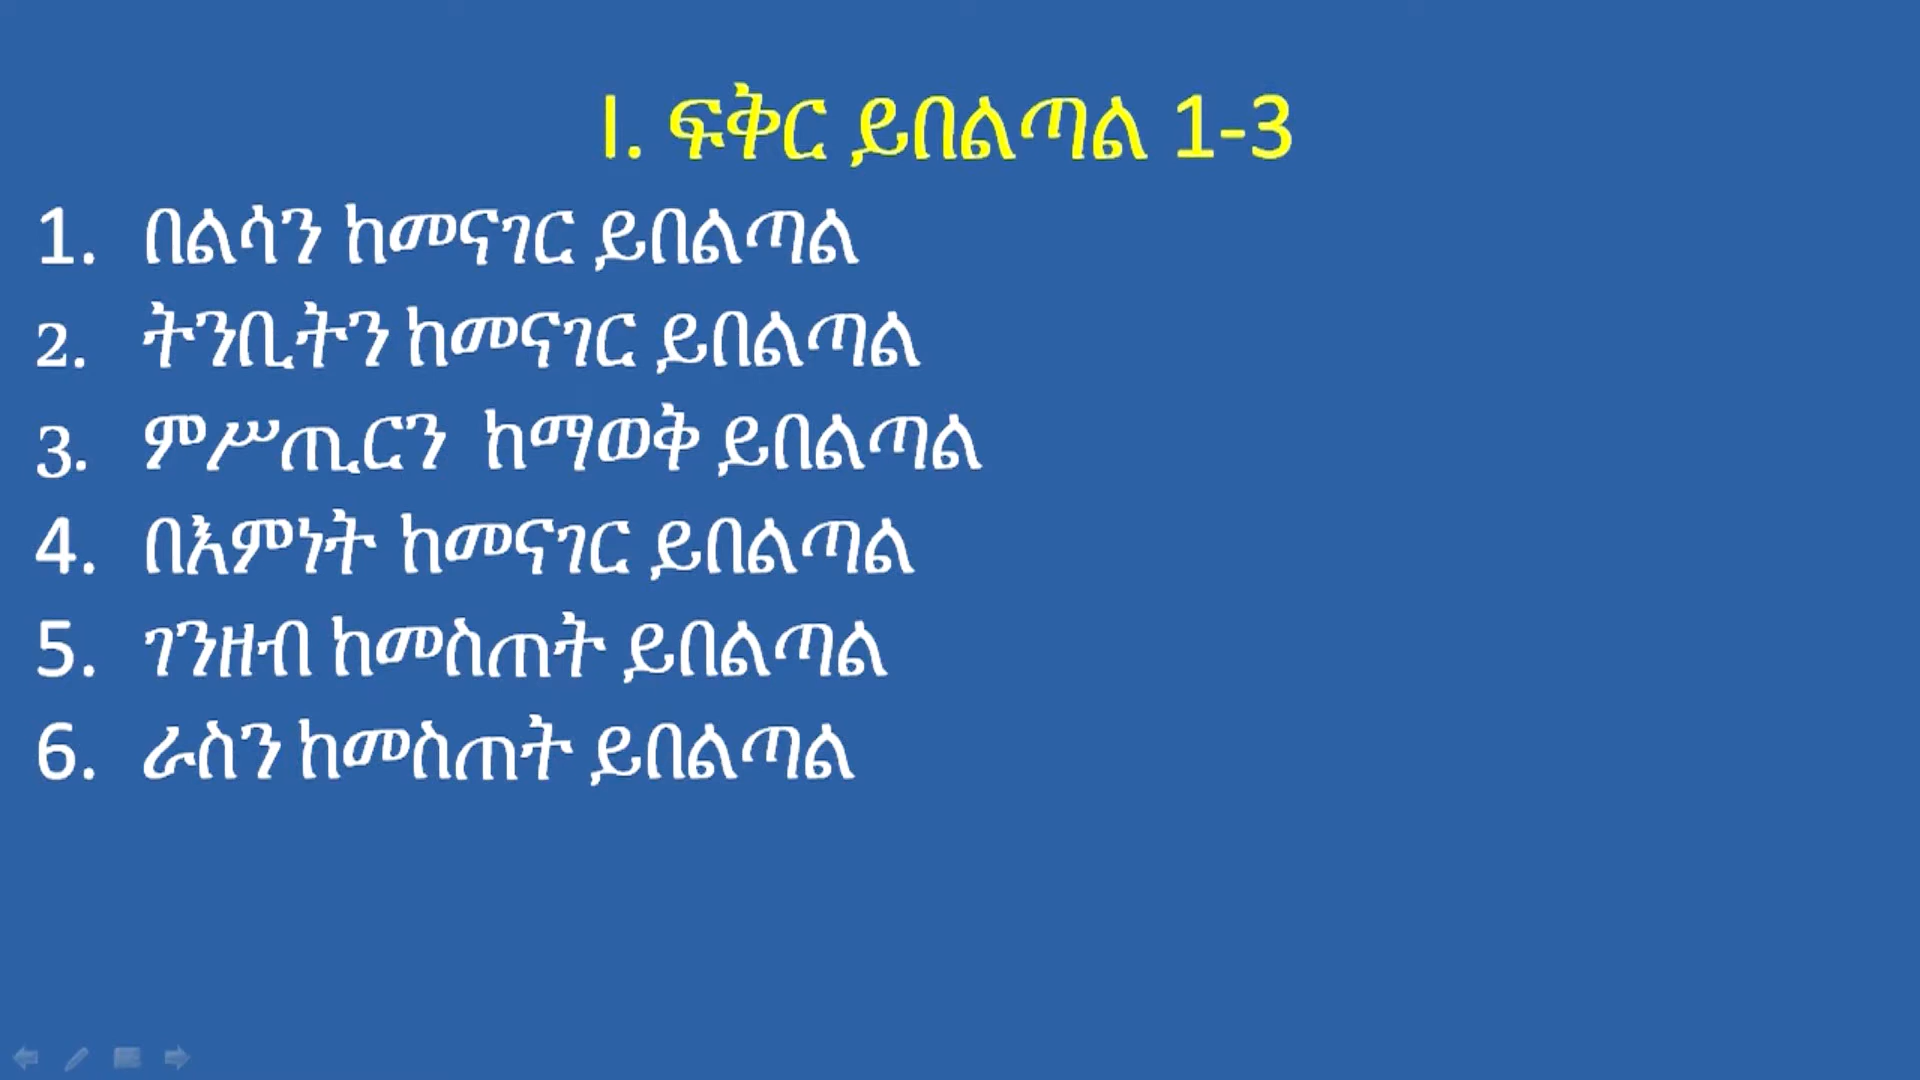 I. ፍቅር ይበልጣል 1-3
1. በልሳን ከመናገር ይበልጣል
2. ትንቢትን ከመናገር ይበልጣል
3. ምሥጢርን ከማወቅ ይበልጣል
4. በእምነት ከመናገር ይበልጣል
5. ገንዘብ ከመስጠት ይበልጣል
6. ራስን ከመስጠት ይበልጣል